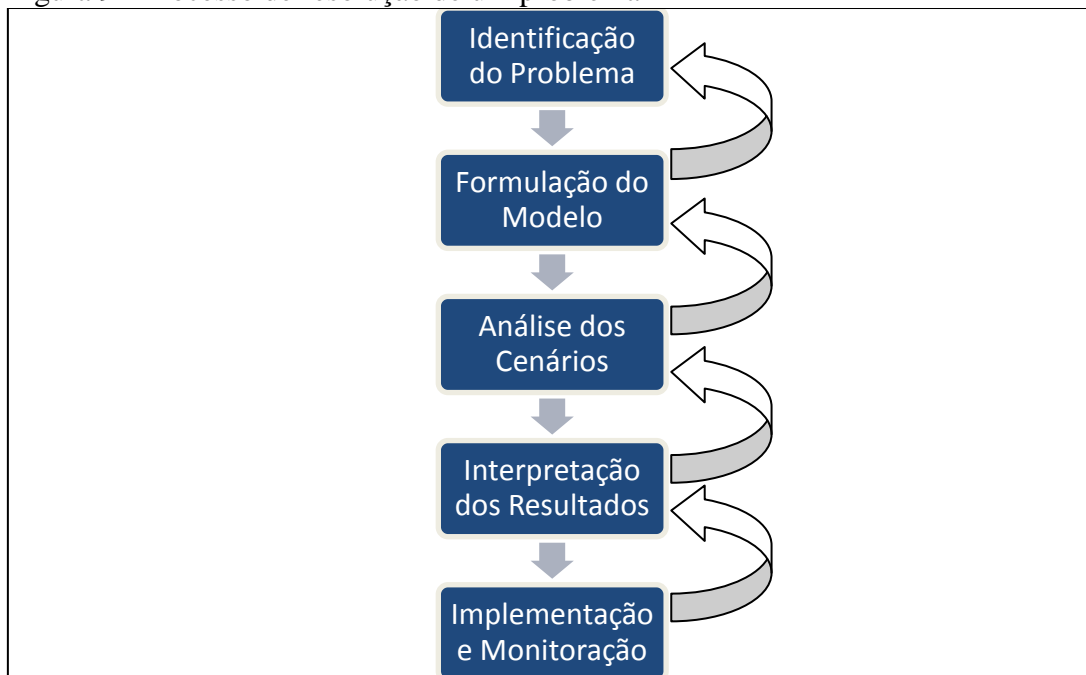 Identificação
do Problema
Formulação do
Modelo
Análise dos
Cenários
Interpretação
dos Resultados
Implementação
e Monitoração